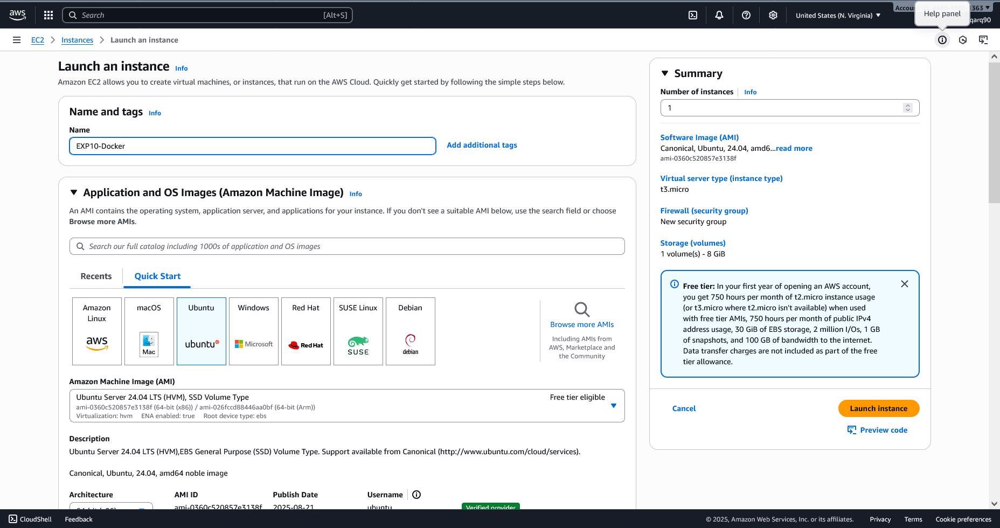 aws
Search
[Alt+S]
United States (N. Virginia)
Help panel
EC2
Instances
Launch an instance
Launch an instance Info
Amazon EC2 allows you to create virtual machines, or instances, that run on the AWS Cloud. Quickly get started by following the simple steps below.
Name and tags Info
Name
EXP10-Docker
Add additional tags
Application and OS Images (Amazon Machine Image) Info
An AMI contains the operating system, application server, and applications for your instance. If you don't see a suitable AMI below, use the search field or choose
Browse more AMIs.
Search our full catalog including 1000s of application and OS images
Recents
Quick Start
Amazon
Linux
aws
macOS
Mac
Ubuntu
ubuntu
Windows
Microsoft
Red Hat
Red Hat
SUSE Linux
SUSE
Debian
debian
Browse more AMIs
Including AMIs from
AWS, Marketplace and
the Community
Amazon Machine Image (AMI)
Ubuntu Server 24.04 LTS (HVM), SSD Volume Type
Free tier eligible
ami-0360c520857e3138f (64-bit (x86)) / ami-026fccd88446aa0bf (64-bit (Arm))
Virtualization: hvm ENA enabled: true Root device type: ebs
Description
Ubuntu Server 24.04 LTS (HVM),EBS General Purpose (SSD) Volume Type. Support available from Canonical (http://www.ubuntu.com/cloud/services).
Canonical, Ubuntu, 24.04, amd64 noble image
Architecture
64-bit (x86)
AMI ID
ami-0360c520857e3138f
Publish Date
2025-08-21
Username
ubuntu
Verified provider
Summary
Number of instances Info
1
Software Image (AMI)
Canonical, Ubuntu, 24.04, amd6...read more
ami-0360c520857e3138f
Virtual server type (instance type)
t3.micro
Firewall (security group)
New security group
Storage (volumes)
1 volume(s) - 8 GiB
Free tier: In your first year of opening an AWS account,
you get 750 hours per month of t2.micro instance usage
(or t3.micro where t2.micro isn't available) when used
with free tier AMIs, 750 hours per month of public IPv4
address usage, 30 GiB of EBS storage, 2 million I/Os, 1 GB
of snapshots, and 100 GB of bandwidth to the internet.
Data transfer charges are not included as part of the free
tier allowance.
Cancel
Launch instance
Preview code
CloudShell
Feedback
© 2025, Amazon Web Services, Inc. or its affiliates.
Privacy
Terms
Cookie preferences